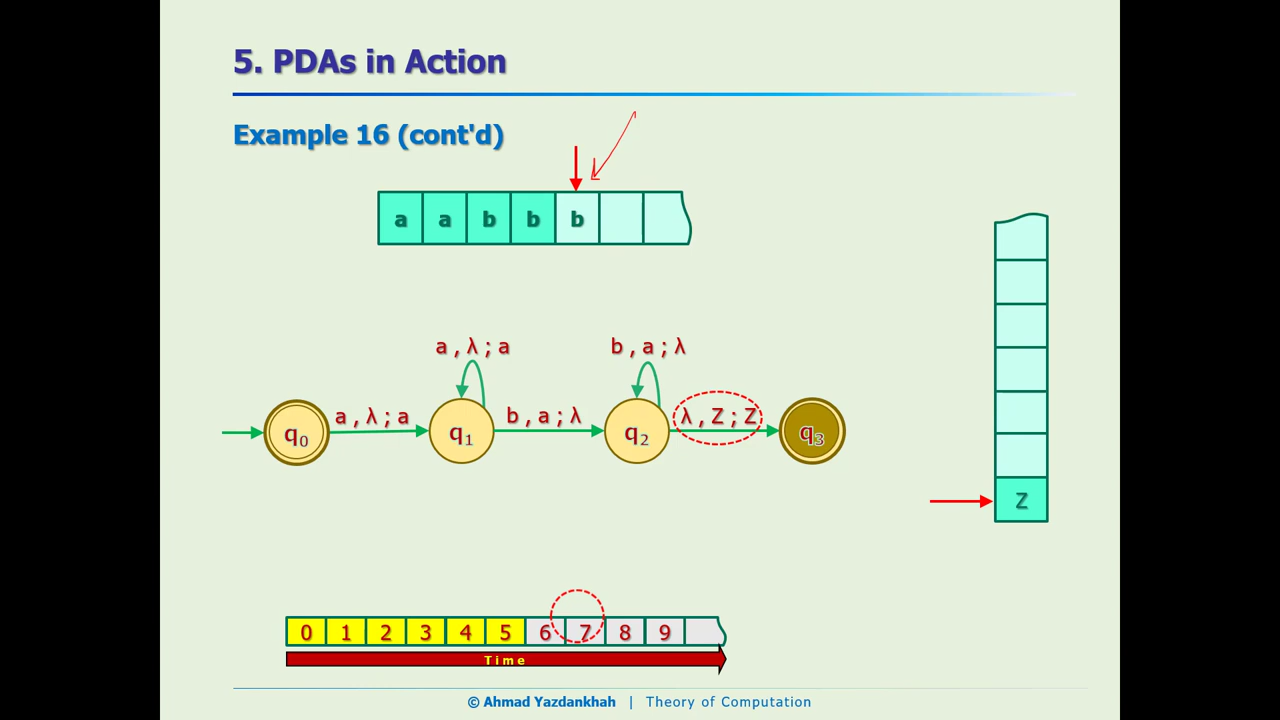 5. PDAs in Action
Example 16 (cont'd)
a a b b b
a , λ ; a
b , a ; λ
q0 a , λ ; a q1 b , a ; λ q2 λ , Z ; Z q3
Z
0 1 2 3 4 5 6 7 8 9
Time
© Ahmad Yazdankhah | Theory of Computation